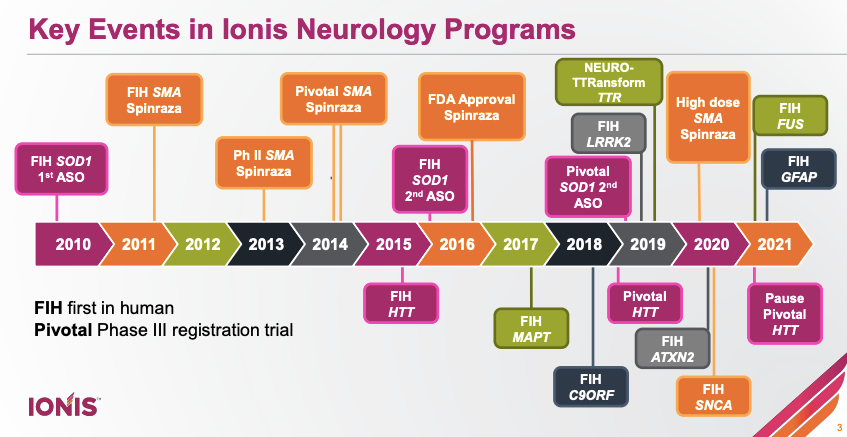 Key Events in Ionis Neurology Programs
FIH SOD1
1st ASO
FIH SMA
Spinraza
Ph II SMA
Spinraza
Pivotal SMA
Spinraza
FIH
SOD1
2nd ASO
FDA Approval
Spinraza
Pivotal
SOD1 2nd
ASO
FIH
LRRK2
NEURO-
TTRansform
TTR
High dose
SMA
Spinraza
FIH
FUS
FIH
GFAP
2010
2011
2012
2013
2014
2015
2016
2017
2018
2019
2020
2021
FIH
HTT
FIH
MAPT
FIH
C9ORF
Pivotal
HTT
FIH
ATXN2
FIH
SNCA
Pause
Pivotal
HTT
FIH first in human
Pivotal Phase III registration trial
IONIS™
3